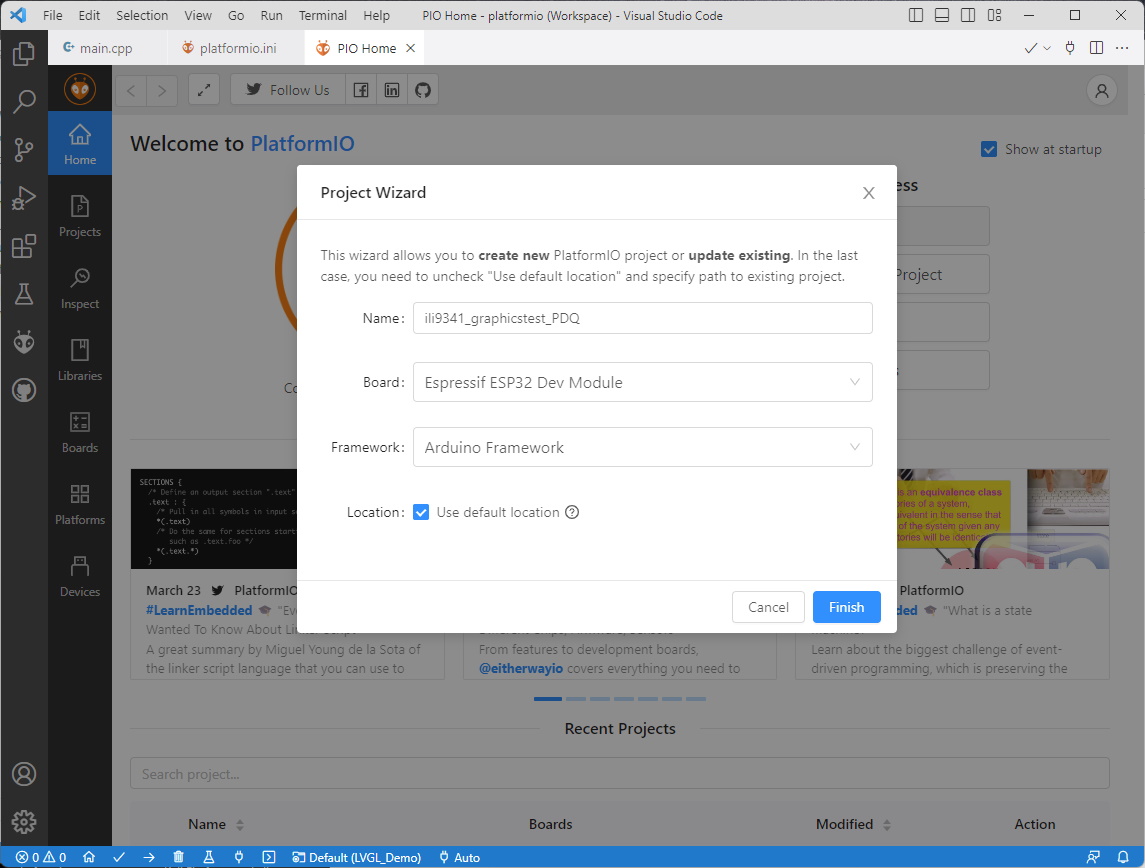 File Edit Selection View Go Run Terminal Help PIO Home - platformio (Workspace) - Visual Studio Code
main.cpp platformio.ini PIO Home
Follow Us
Home
Projects
Inspect
Libraries
Boards
Platforms
Devices
Welcome to PlatformIO
Show at startup
ess
Project
s
Co
Project Wizard
This wizard allows you to create new PlatformIO project or update existing. In the last
case, you need to uncheck "Use default location" and specify path to existing project.
Name: ili9341_graphicstest_PDQ
Board: Espressif ESP32 Dev Module
Framework: Arduino Framework
Location: Use default location
Cancel Finish
SECTIONS {
/* Define an output section ".text"
.text : {
/* Pull in all symbols in input s
*(.text)
/* Do the same for sections start
such as .text.foo */
*(.text.*)
}
March 23 PlatformIO
#LearnEmbedded "Ev
Wanted To Know About Linker Script
A great summary by Miguel Young de la Sota of
the linker script language that you can use to
From features to development boards,
@eitherwayio covers everything you need to
is an equivalence class
ries of a system,
uivalent in the sense that
of the system given any
tories will be identic
PlatformIO
ded "What is a state
Learn about the biggest challenge of event-
driven programming, which is preserving the
Recent Projects
Search project...
Name Boards Modified Action
0 0 Default (LVGL_Demo) Auto